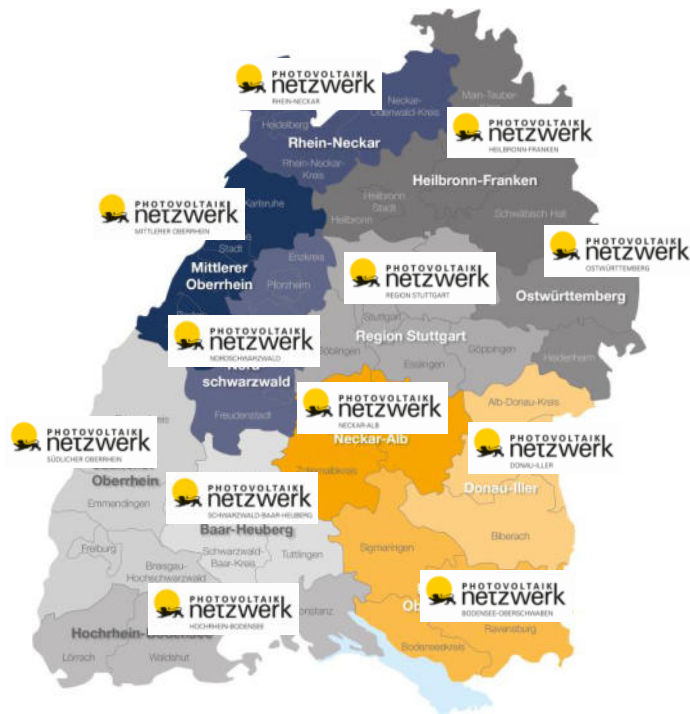 PHOTOVOLTAIK
netzwerk
RHEIN-NECKAR
Neckar-
Odenwald-Kreis
Main-Tauber-
Heidelberg
Rhein-Neckar
PHOTOVOLTAIK
netzwerk
HEILBRONN-FRANKEN
Rhein-Neckar-
Kreis
Heilbronn-Franken
Heilbronn
Stadt
Heilbronn
Schwäbisch Hall
PHOTOVOLTAIK
netzwerk
MITTLERER OBERRHEIN
Karlsruhe
Stadt
Mittlerer
Oberrhein
Enzkreis
Pforzheim
PHOTOVOLTAIK
netzwerk
REGION STUTTGART
PHOTOVOLTAIK
netzwerk
OSTWÜRTTEMBERG
Ostwürttemberg
Stuttgart
Region Stuttgart
Böblingen
Esslingen
Göppingen
Heidenheim
PHOTOVOLTAIK
netzwerk
NORDSCHWARZWALD
schwarzwald
Freudenstadt
PHOTOVOLTAIK
netzwerk
NECKAR-ALB
Neckar-Alb
Zollernalbkreis
Alb-Donau-Kreis
PHOTOVOLTAIK
netzwerk
DONAU-ILLER
Donau-Iller
Biberach
PHOTOVOLTAIK
netzwerk
SÜDLICHER OBERRHEIN
Oberrhein
Emmendingen
Freiburg
Breisgau-
Hochschwarzwald
PHOTOVOLTAIK
netzwerk
SCHWARZWALD-BAAR-HEUBERG
Baar-Heuberg
Schwarzwald-
Baar-Kreis
Tuttlingen
Sigmaringen
PHOTOVOLTAIK
netzwerk
HOCHRHEIN-BODENSEE
Konstanz
Hochrhein-Bodensee
Lörrach
Waldshut
PHOTOVOLTAIK
netzwerk
BODENSEE-OBERSCHWABEN
Ravensburg
Bodenseekreis